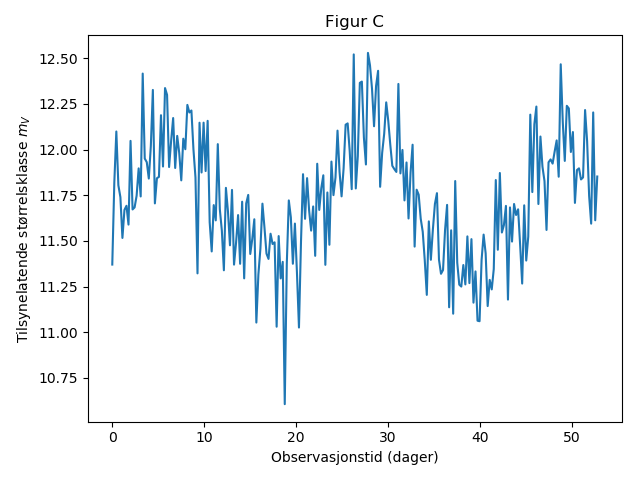 Figur C
Tilsynelatende størrelsklasse $m_V$
12.50
12.25
12.00
11.75
11.50
11.25
11.00
10.75
0 10 20 30 40 50
Observasjonstid (dager)